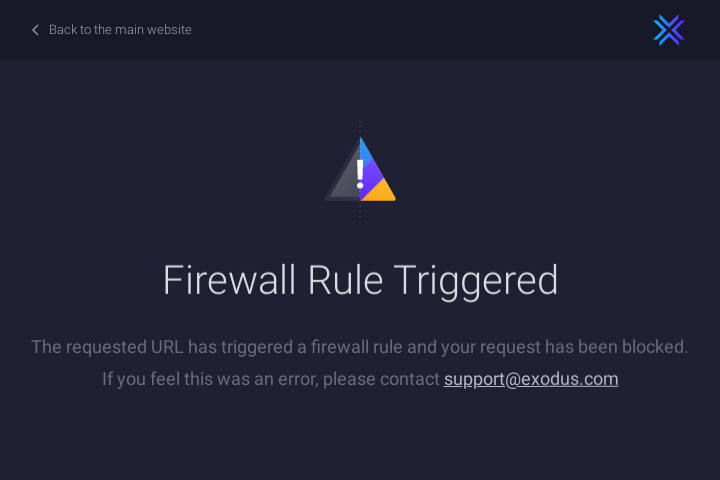 Back to the main website
Firewall Rule Triggered
The requested URL has triggered a firewall rule and your request has been blocked.
If you feel this was an error, please contact support@exodus.com